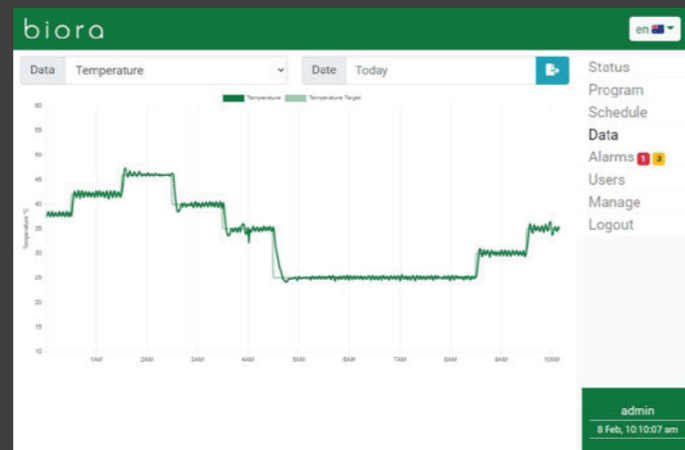 biora
en
Data Temperature
Date Today
Temperature Temperature Target
Temperature °C
60
55
50
45
40
35
30
25
20
15
10
1AM 2AM 3AM 4AM 5AM 6AM 7AM 8AM 9AM 10AM
Status
Program
Schedule
Data
Alarms 1 3
Users
Manage
Logout
admin
8 Feb, 10:10:07 am